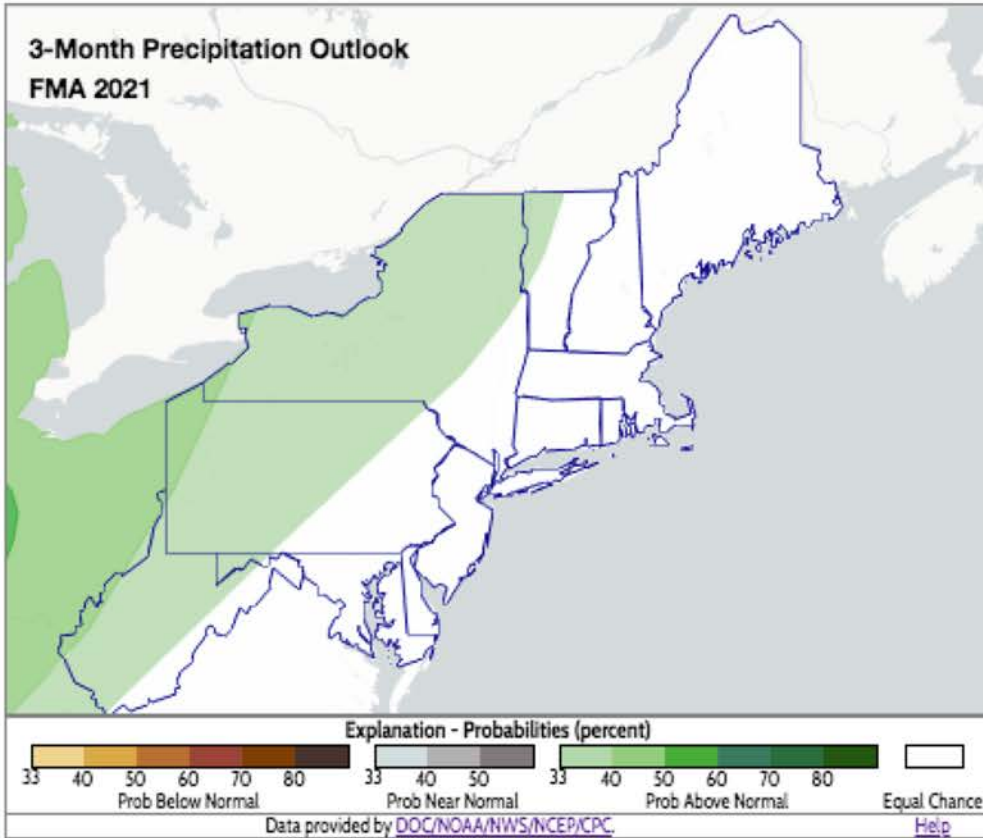 3-Month Precipitation Outlook
FMA 2021
Explanation - Probabilities (percent)
33 40 50 60 70 80 33 40 50 33 40 50 60 70 80
Prob Below Normal Prob Near Normal Prob Above Normal Equal Chance
Data provided by DOC/NOAA/NWS/NCEP/CPC. Help